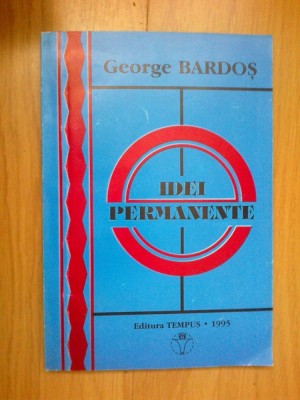 George BARDOȘ
IDEI
PERMANENTE
Editura TEMPUS • 1995